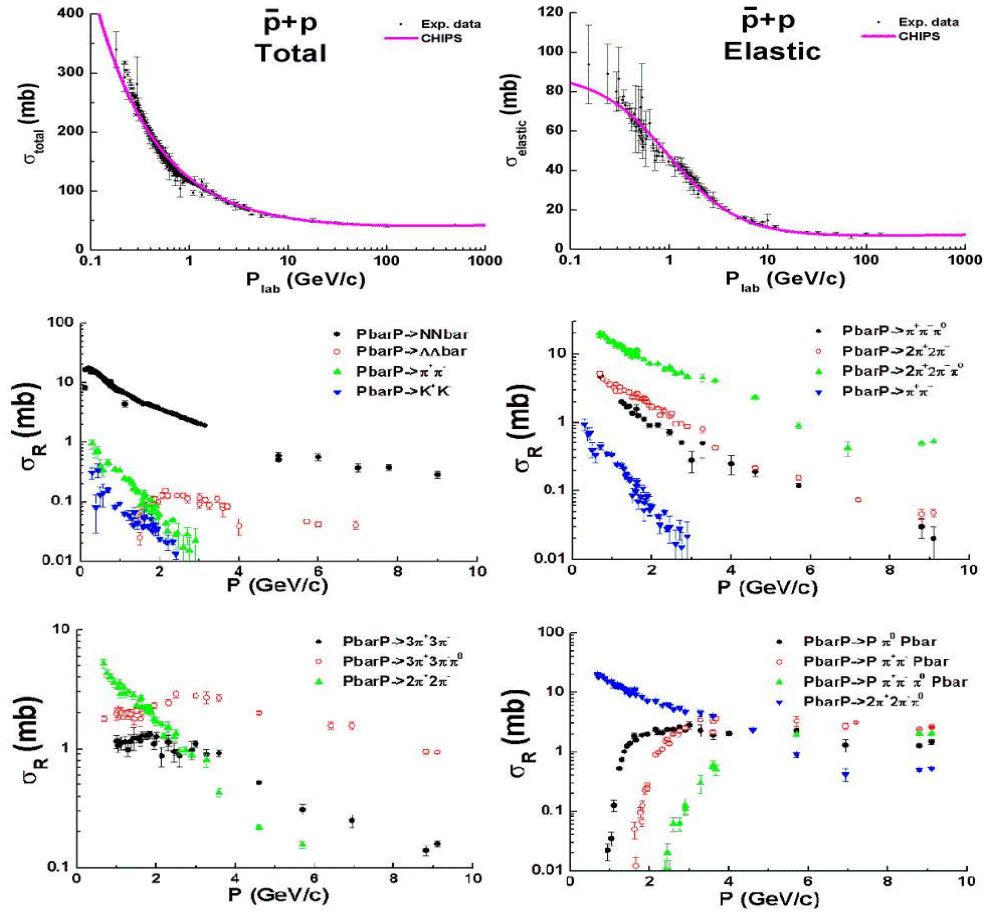 p̄+p
Total
Exp. data
CHIPS
400
300
200
100
0
σtotal (mb)
0.1 1 10 100 1000
Plab (GeV/c)
p̄+p
Elastic
Exp. data
CHIPS
120
100
80
60
40
20
0
σelastic (mb)
0.1 1 10 100 1000
Plab (GeV/c)
PbarP->NNbar
PbarP->ΛΛbar
PbarP->π⁺π⁻
PbarP->K⁺K⁻
100
10
1
0.1
0.01
σR (mb)
0 2 4 6 8 10
P (GeV/c)
PbarP->π⁺π⁻π⁰
PbarP->2π⁺2π⁻
PbarP->2π⁺2π⁻π⁰
PbarP->π⁺π⁻
10
1
0.1
0.01
σR (mb)
0 2 4 6 8 10
P (GeV/c)
PbarP->3π⁺3π⁻
PbarP->3π⁺3π⁻π⁰
PbarP->2π⁺2π⁻
10
1
0.1
σR (mb)
0 2 4 6 8 10
P (GeV/c)
PbarP->P π⁰ Pbar
PbarP->P π⁺π⁻ Pbar
PbarP->P π⁺π⁻π⁰ Pbar
PbarP->2π⁺2π⁻π⁰
100
10
1
0.1
0.01
σR (mb)
0 2 4 6 8 10
P (GeV/c)